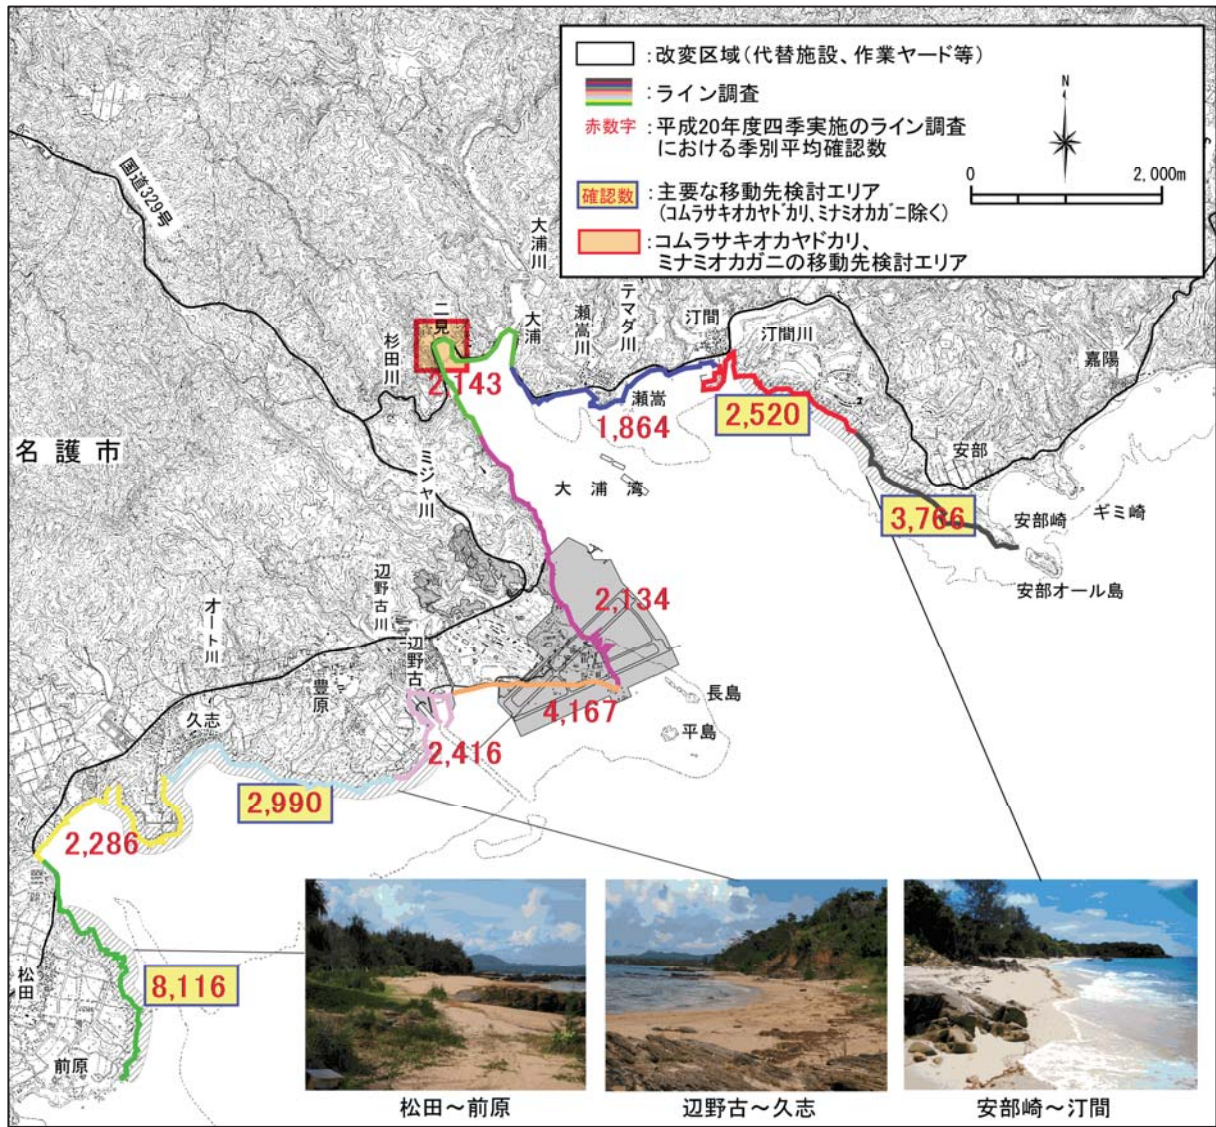 ：改変区域（代替施設、作業ヤード等）
：ライン調査
赤数字：平成20年度四季実施のライン調査
における季別平均確認数
確認数：主要な移動先検討エリア
（コムラサキオカヤドカリ、ミナミオカガニ除く）
：コムラサキオカヤドカリ、
ミナミオカガニの移動先検討エリア
N
0 2,000m
国道329号
大浦川
二見
大浦
杉田川
瀬嵩川
テマダ川
汀間
汀間川
嘉陽
2,143
瀬嵩
1,864
2,520
名護市
ミジャ川
大浦湾
安部
3,766
安部崎
ギミ崎
安部オール島
辺野古川
オート川
辺野古
豊原
久志
2,134
長島
平島
4,167
2,416
2,990
2,286
松田
8,116
前原
松田～前原
辺野古～久志
安部崎～汀間